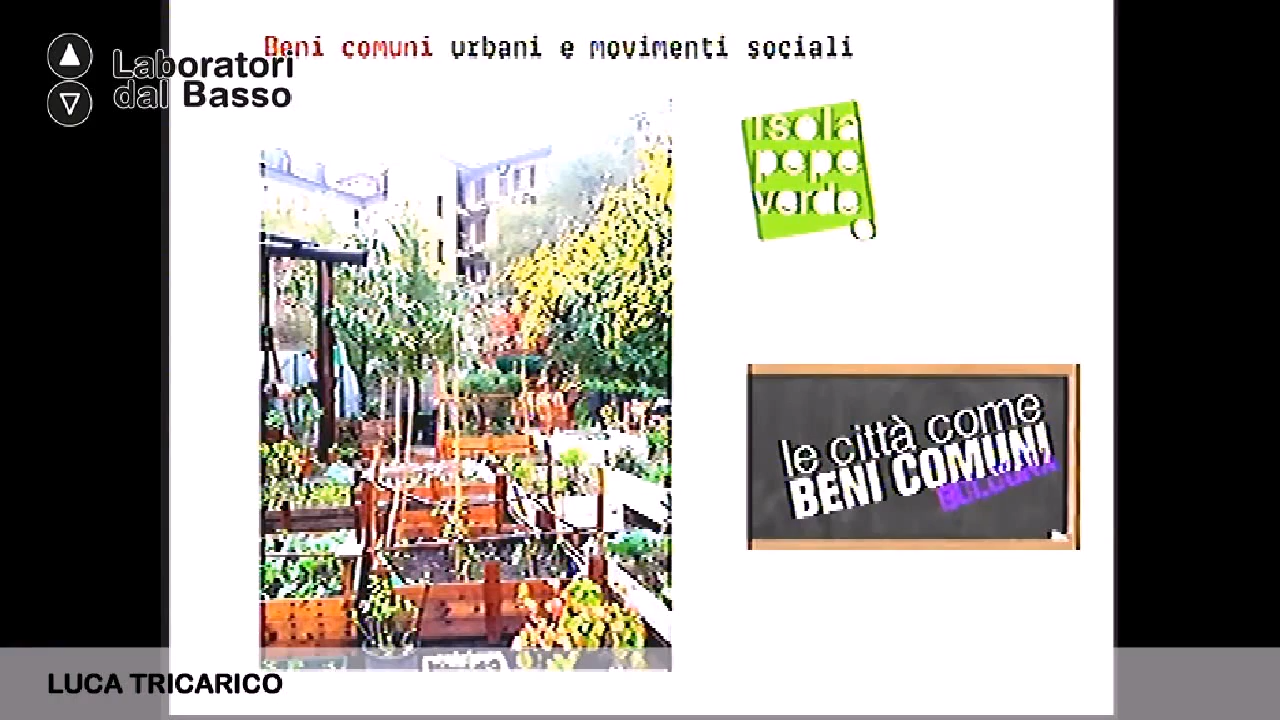 Beni comuni urbani e movimenti sociali
Laboratori
dal Basso
Isola
pepe
verde
le città come
BENI COMUNI
LUCA TRICARICO